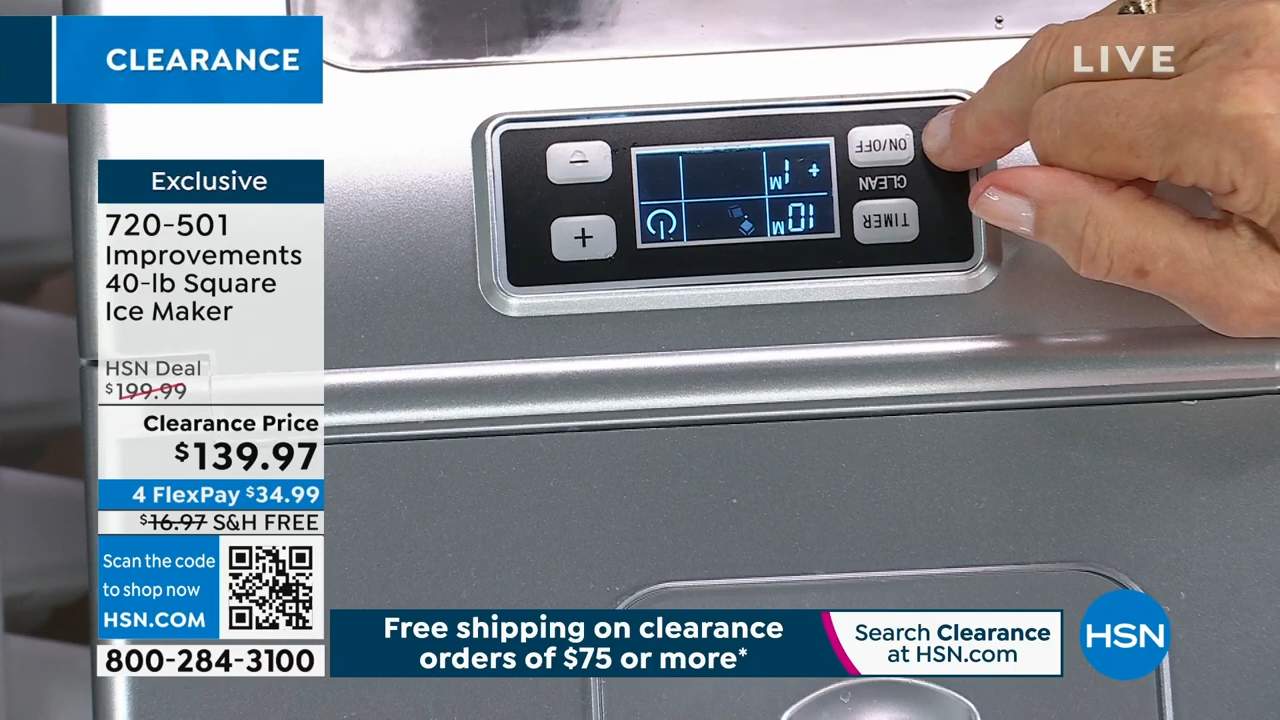 CLEARANCE
LIVE
Exclusive
720-501
Improvements
40-lb Square
Ice Maker
HSN Deal
$199.99
Clearance Price
$139.97
4 FlexPay $34.99
$16.97 S&H FREE
Scan the code
to shop now
HSN.COM
800-284-3100
ON/OFF
CLEAN
TIMER
+
-
10M
+ 1M
Free shipping on clearance
orders of $75 or more*
Search Clearance
at HSN.com
HSN